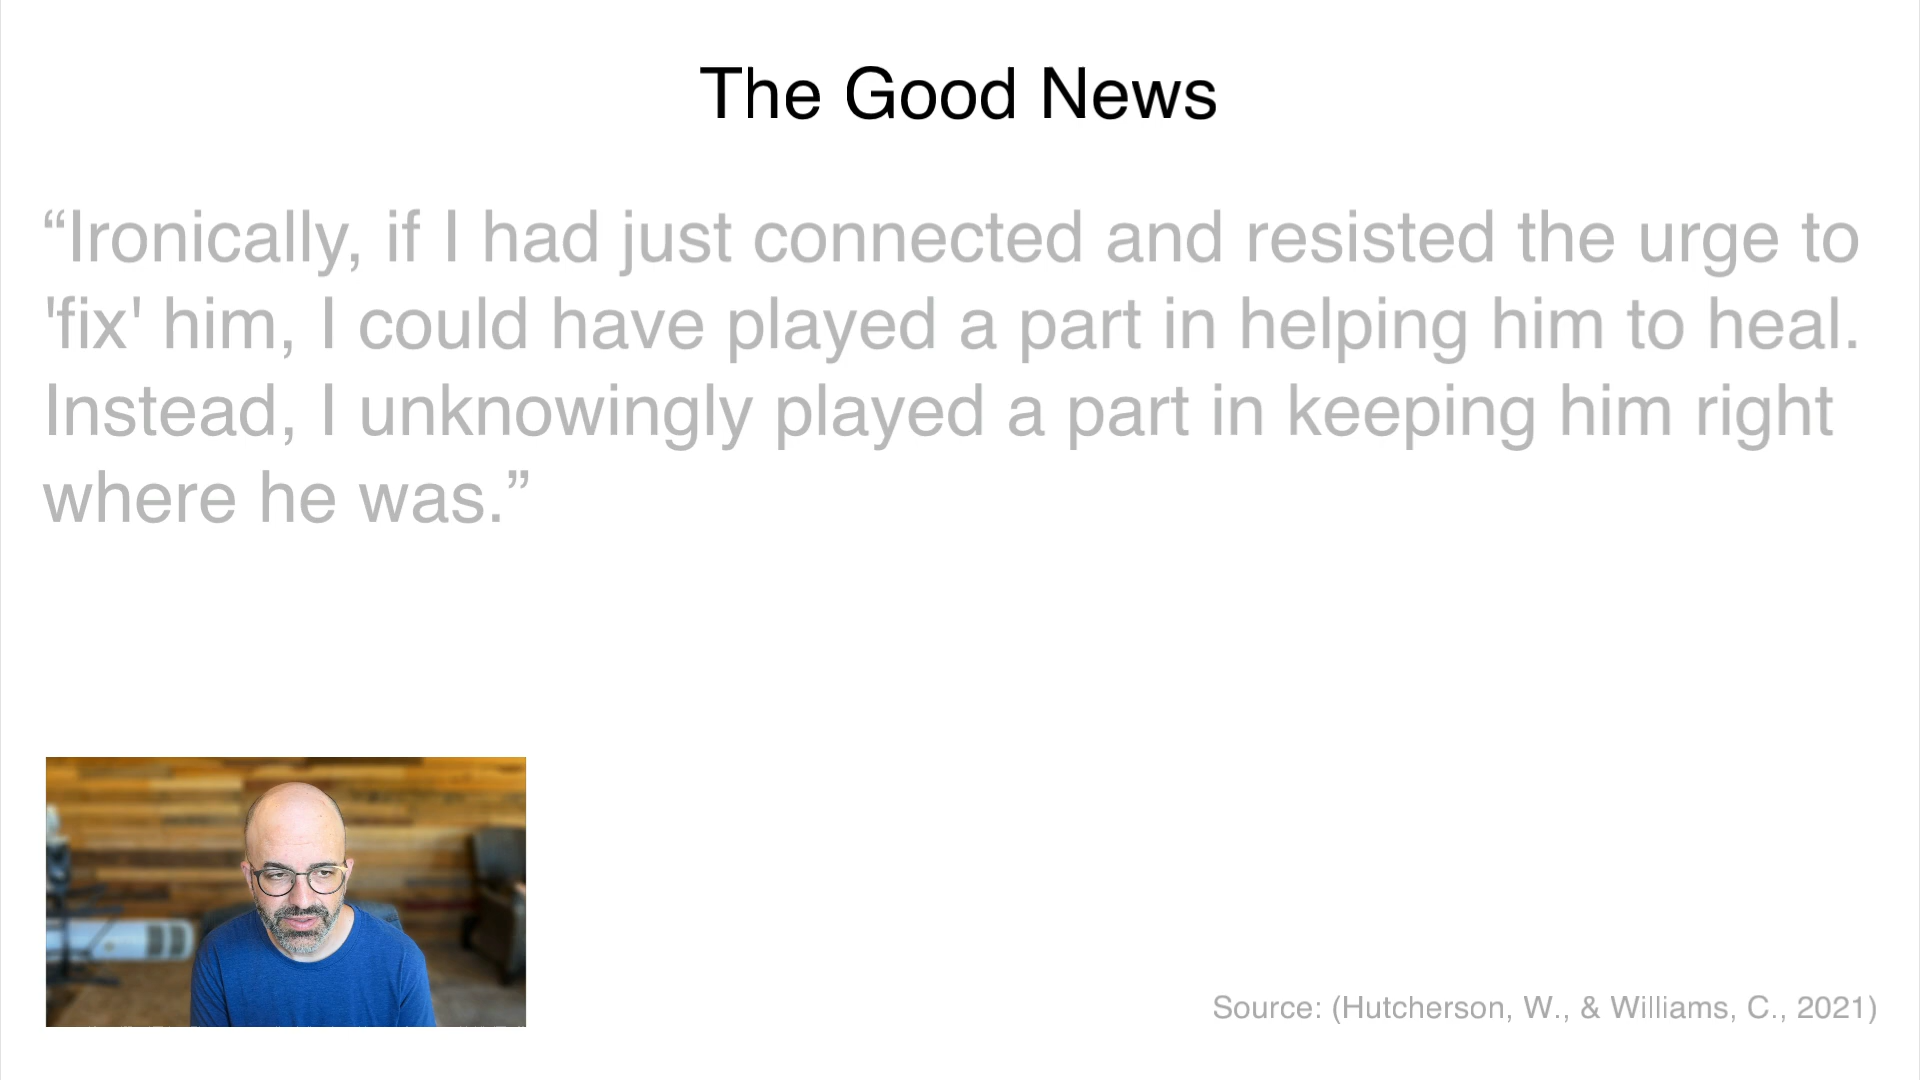 The Good News
“Ironically, if I had just connected and resisted the urge to
'fix' him, I could have played a part in helping him to heal.
Instead, I unknowingly played a part in keeping him right
where he was.”
Source: (Hutcherson, W., & Williams, C., 2021)